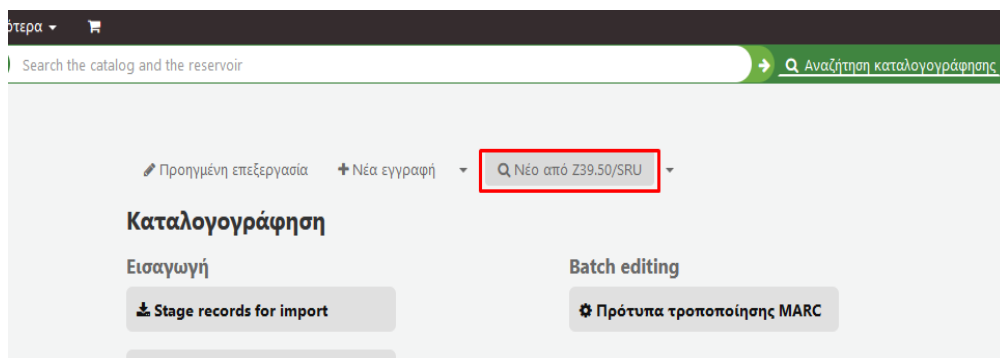 Search the catalog and the reservoir
Αναζήτηση καταλογογράφησης
Προηγμένη επεξεργασία Νέα εγγραφή Νέο από Z39.50/SRU
Καταλογογράφηση
Εισαγωγή
Batch editing
Stage records for import
Πρότυπα τροποποίησης MARC